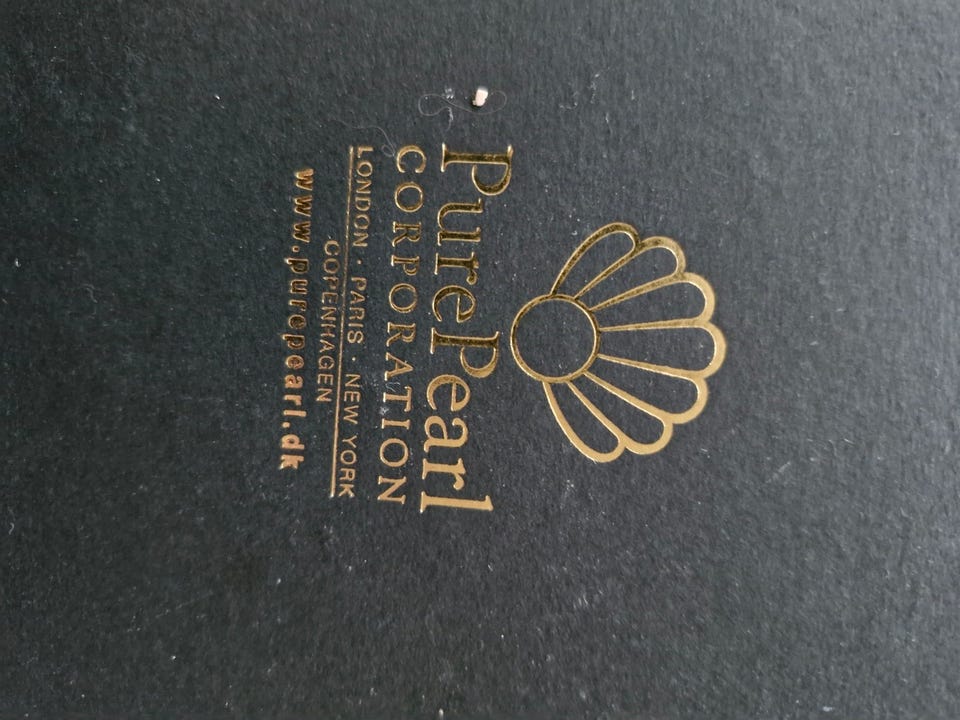 PurePearl
CORPORATION
LONDON · PARIS · NEW YORK
COPENHAGEN
www.purepearl.dk